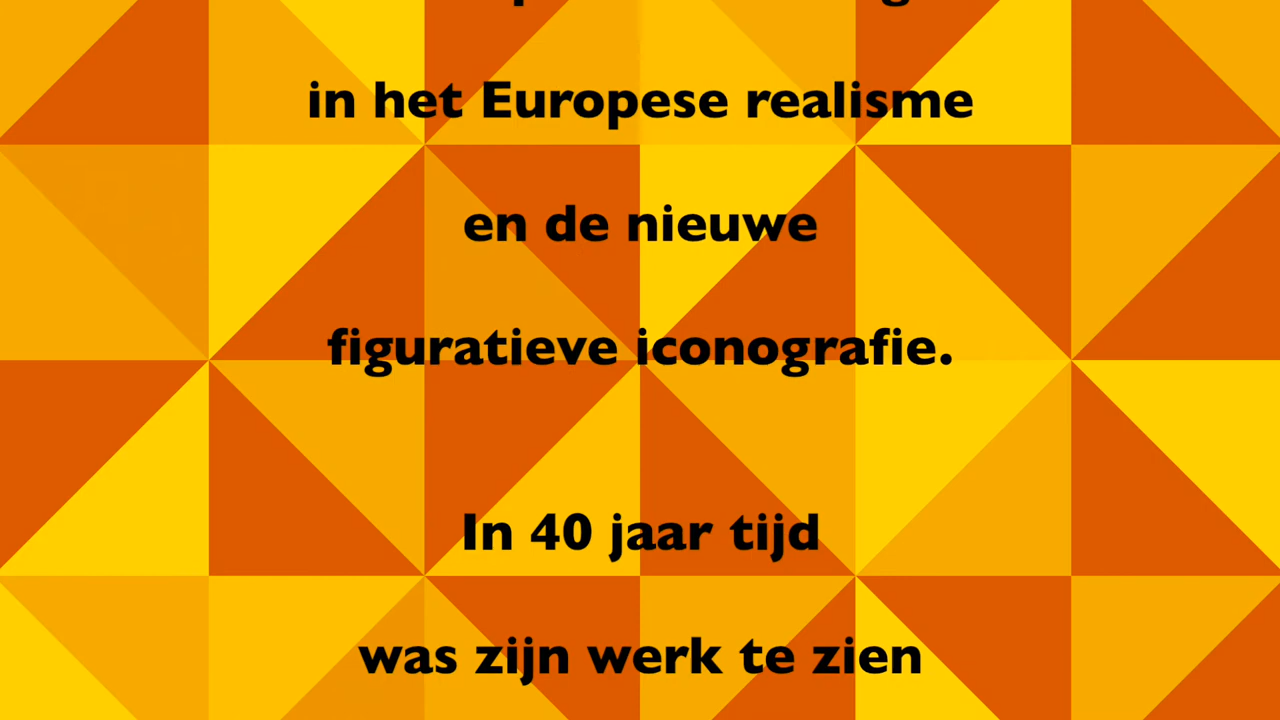 in het Europese realisme
en de nieuwe
figuratieve iconografie.
In 40 jaar tijd
was zijn werk te zien